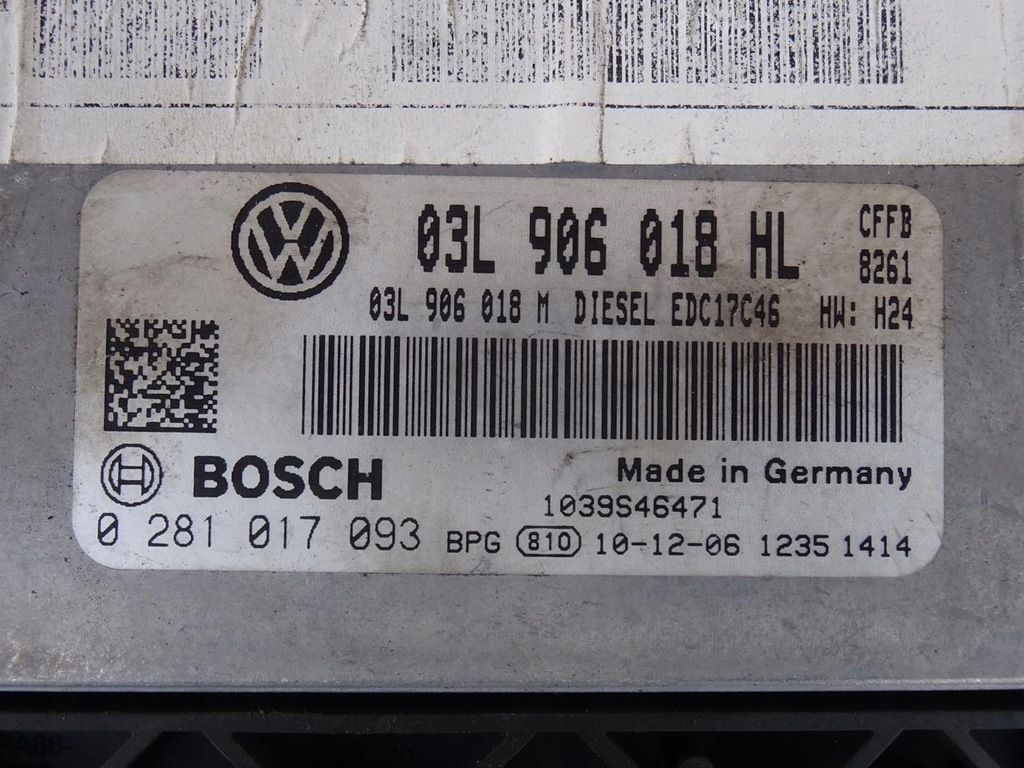 03L 906 018 HL CFFB
8261
03L 906 018 M DIESEL EDC17C46 HW: H24
BOSCH Made in Germany
1039S46471
0 281 017 093 BPG 810 10-12-06 1235 1414
PA66-